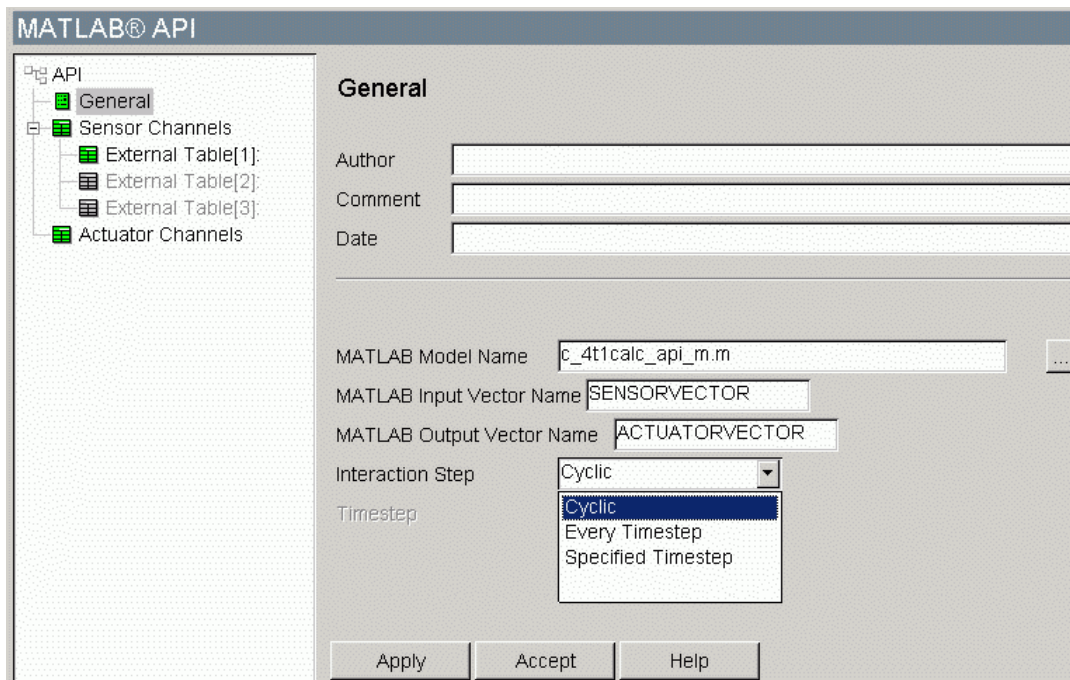 MATLAB® API
API
General
Sensor Channels
External Table[1]:
External Table[2]:
External Table[3]:
Actuator Channels
General
Author
Comment
Date
MATLAB Model Name c_4t1calc_api_m.m ...
MATLAB Input Vector Name SENSORVECTOR
MATLAB Output Vector Name ACTUATORVECTOR
Interaction Step Cyclic
Timestep
Cyclic
Every Timestep
Specified Timestep
Apply Accept Help